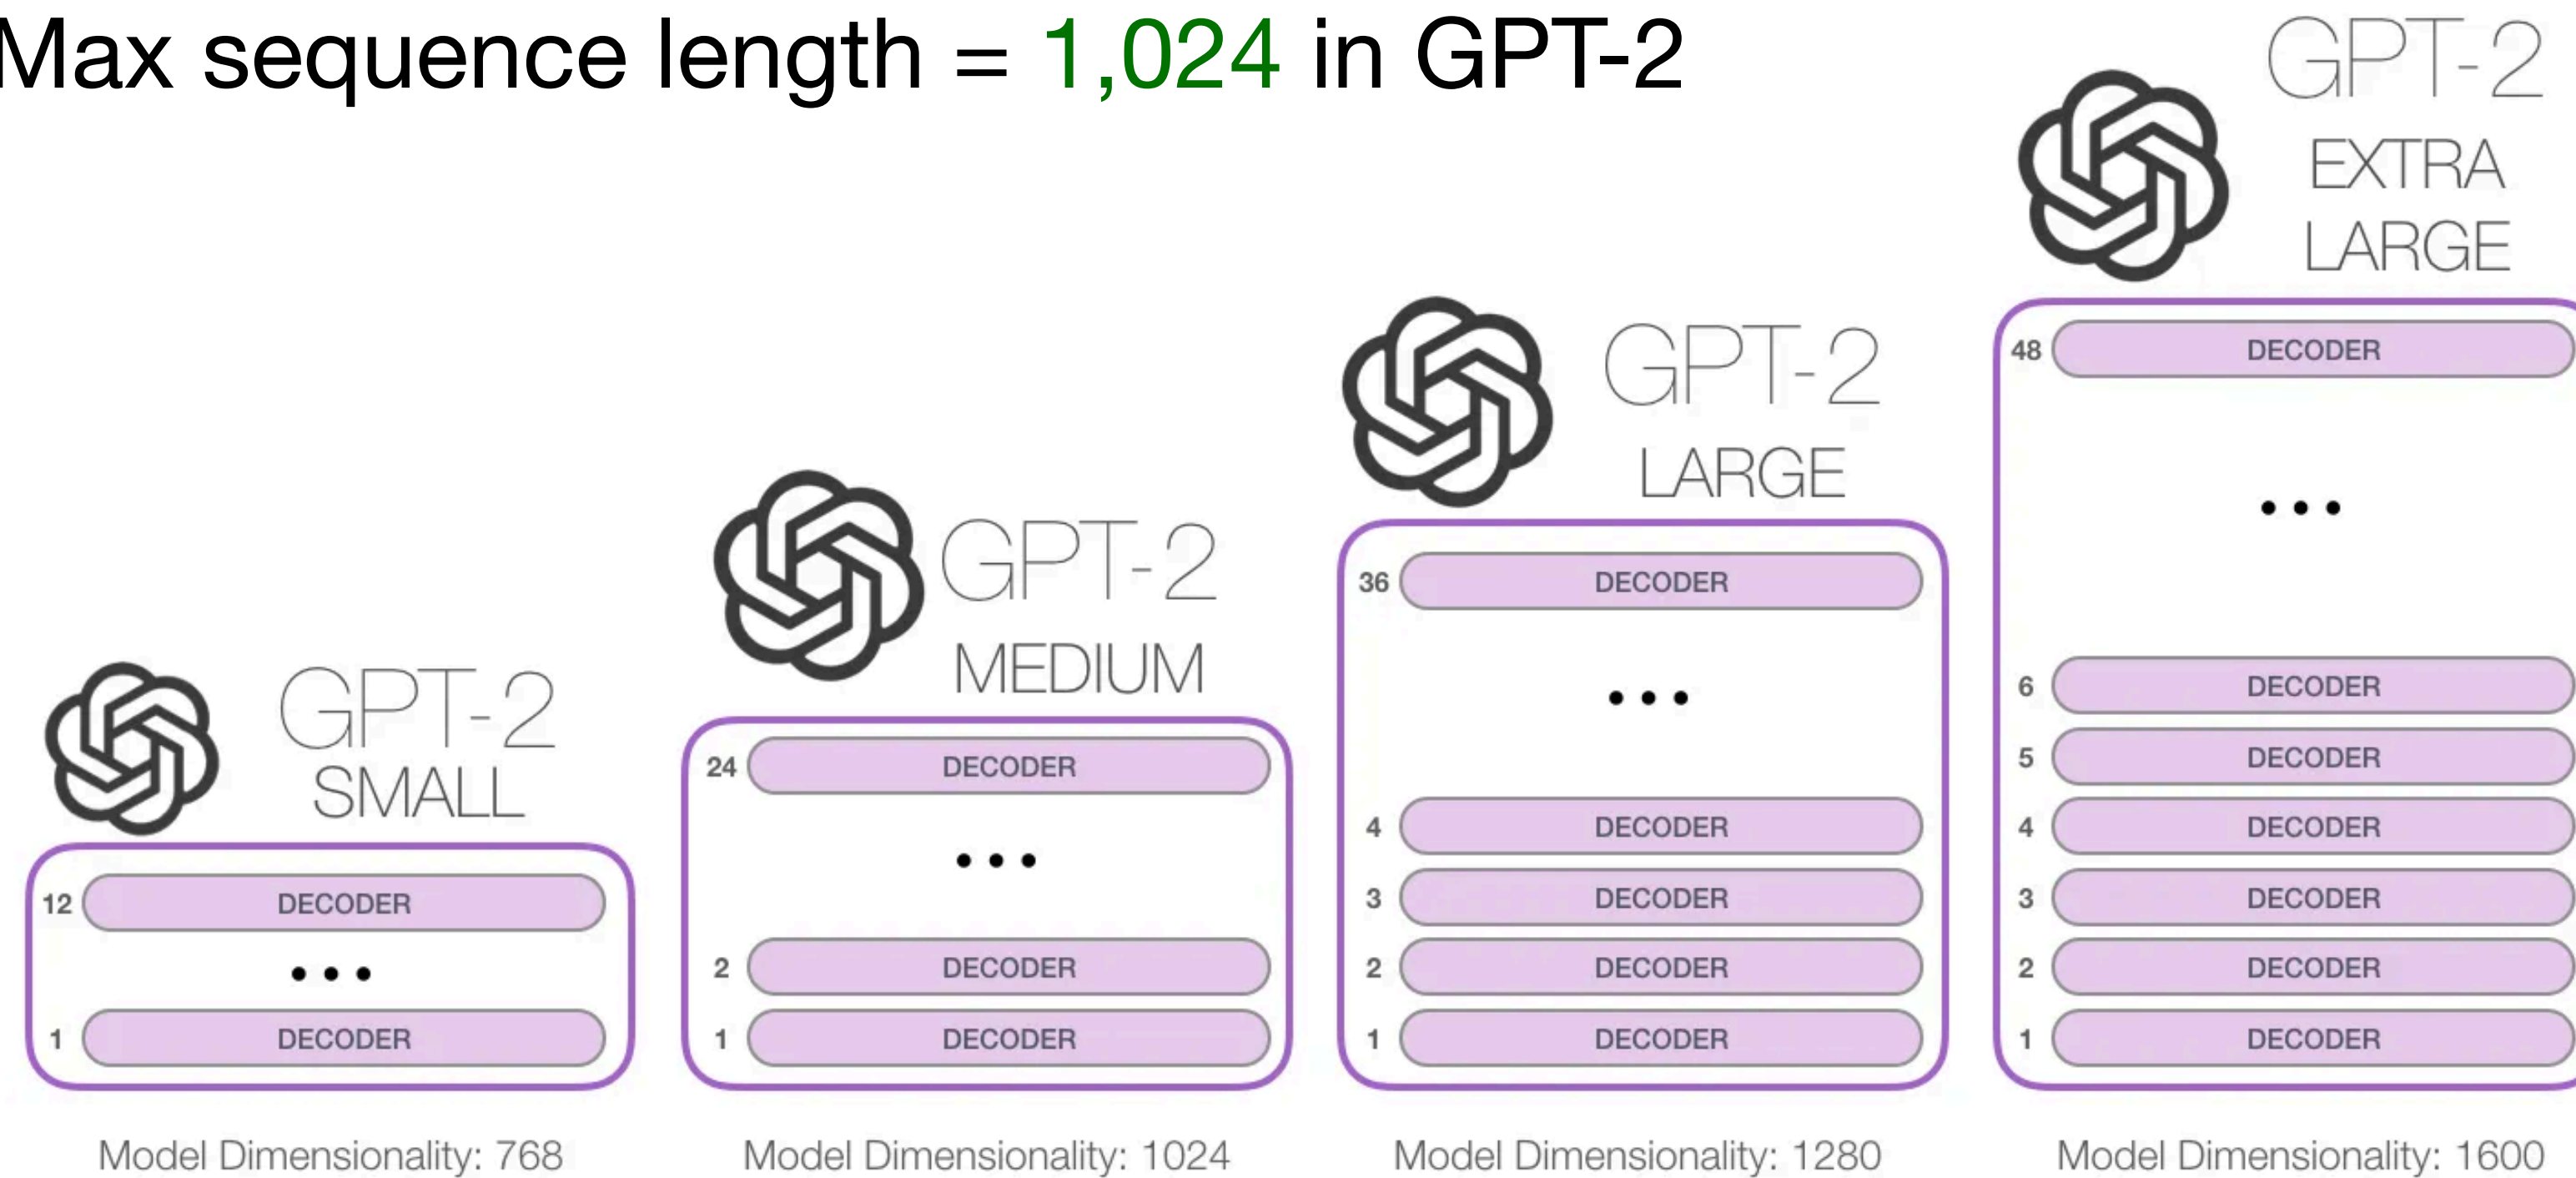 Max sequence length = 1,024 in GPT-2
GPT-2
SMALL
12 DECODER
...
1 DECODER
Model Dimensionality: 768
GPT-2
MEDIUM
24 DECODER
...
2 DECODER
1 DECODER
Model Dimensionality: 1024
GPT-2
LARGE
36 DECODER
...
4 DECODER
3 DECODER
2 DECODER
1 DECODER
Model Dimensionality: 1280
GPT-2
EXTRA
LARGE
48 DECODER
...
6 DECODER
5 DECODER
4 DECODER
3 DECODER
2 DECODER
1 DECODER
Model Dimensionality: 1600